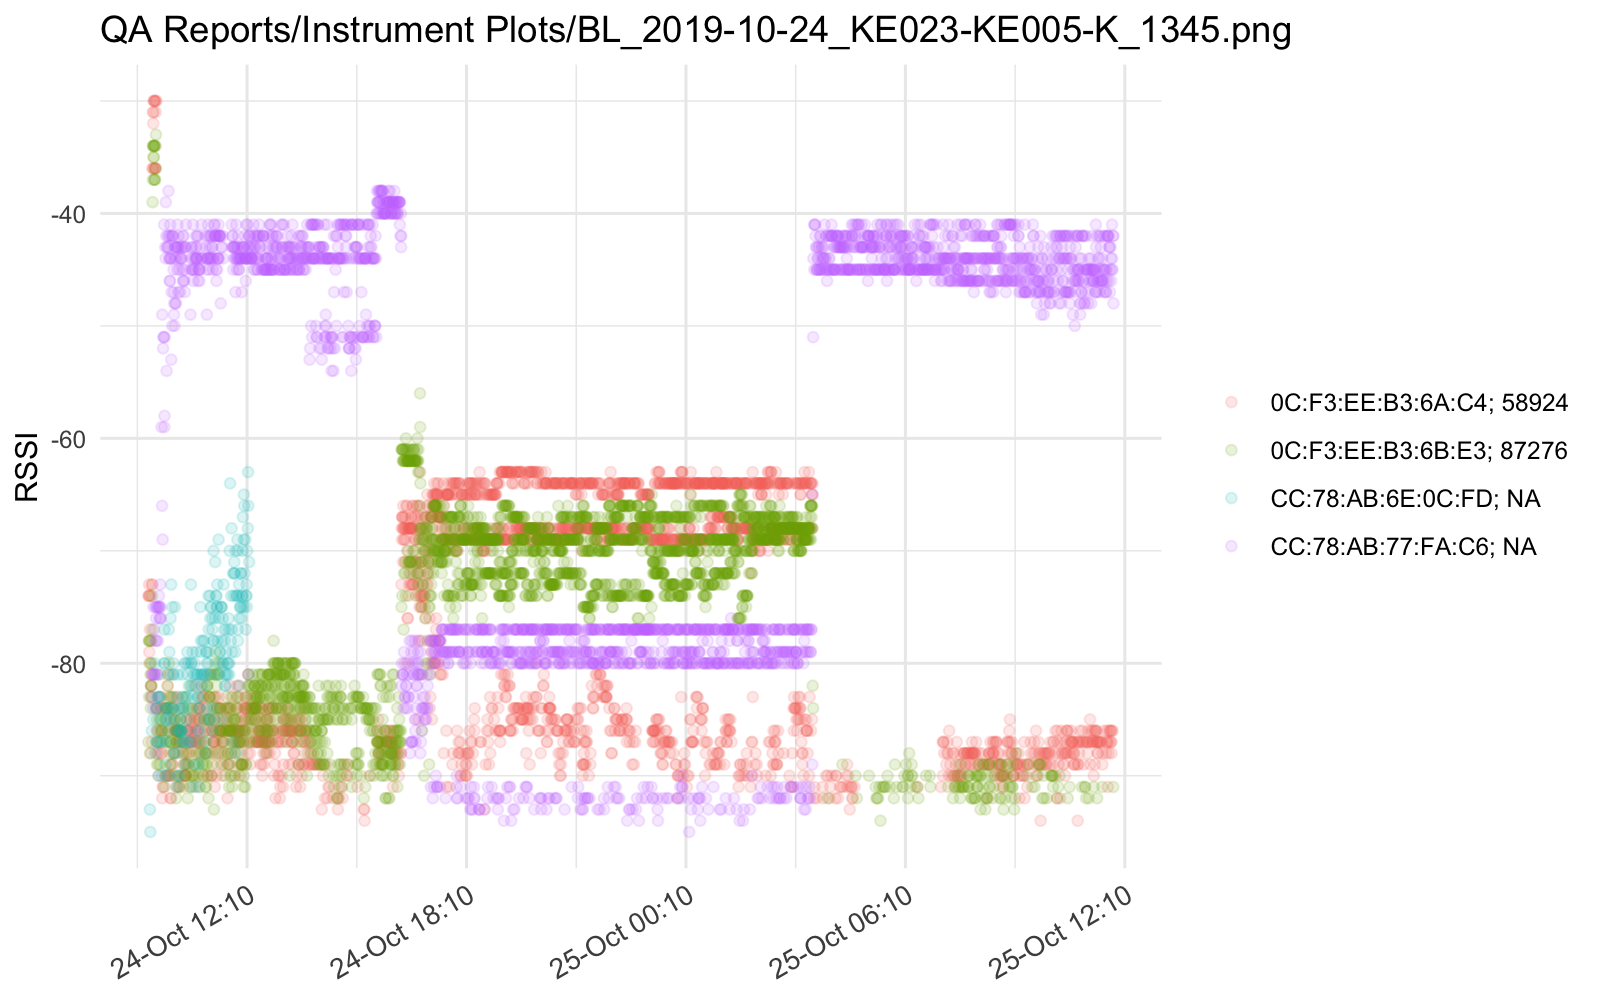 QA Reports/Instrument Plots/BL_2019-10-24_KE023-KE005-K_1345.png
RSSI
-40
-60
-80
24-Oct 12:10
24-Oct 18:10
25-Oct 00:10
25-Oct 06:10
25-Oct 12:10
0C:F3:EE:B3:6A:C4; 58924
0C:F3:EE:B3:6B:E3; 87276
CC:78:AB:6E:0C:FD; NA
CC:78:AB:77:FA:C6; NA